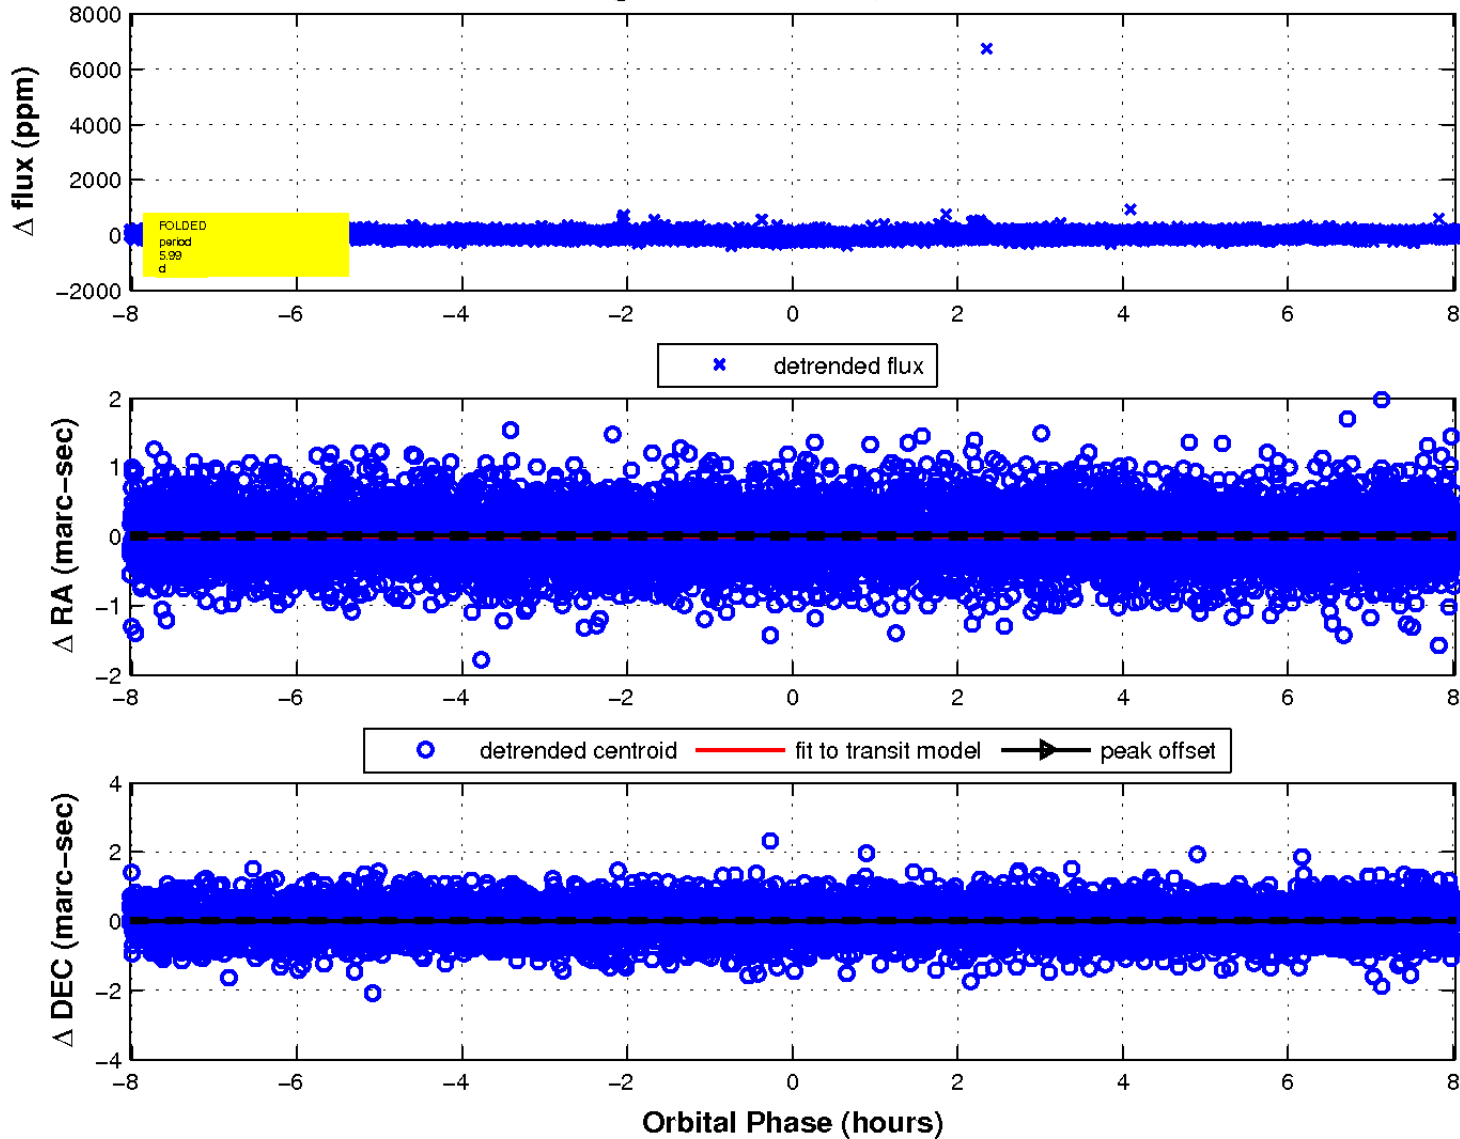 8000
6000
4000
2000
0
−2000
Δ flux (ppm)
FOLDED
period
5.99
d
−8 −6 −4 −2 0 2 4 6 8
detrended flux
2
1
0
−1
−2
Δ RA (marc−sec)
−8 −6 −4 −2 0 2 4 6 8
detrended centroid fit to transit model peak offset
4
2
0
−2
−4
Δ DEC (marc−sec)
−8 −6 −4 −2 0 2 4 6 8
Orbital Phase (hours)